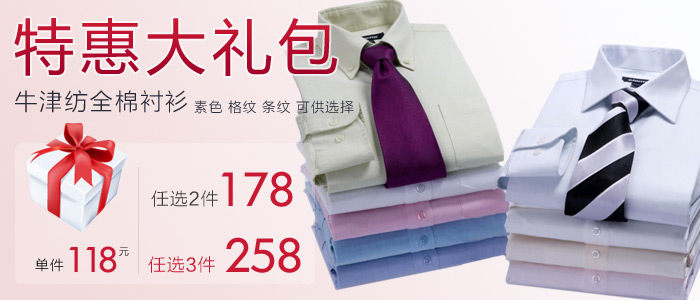 特惠大礼包
牛津纺全棉衬衫 素色 格纹 条纹 可供选择
任选2件 178
单件 118元
任选3件 258